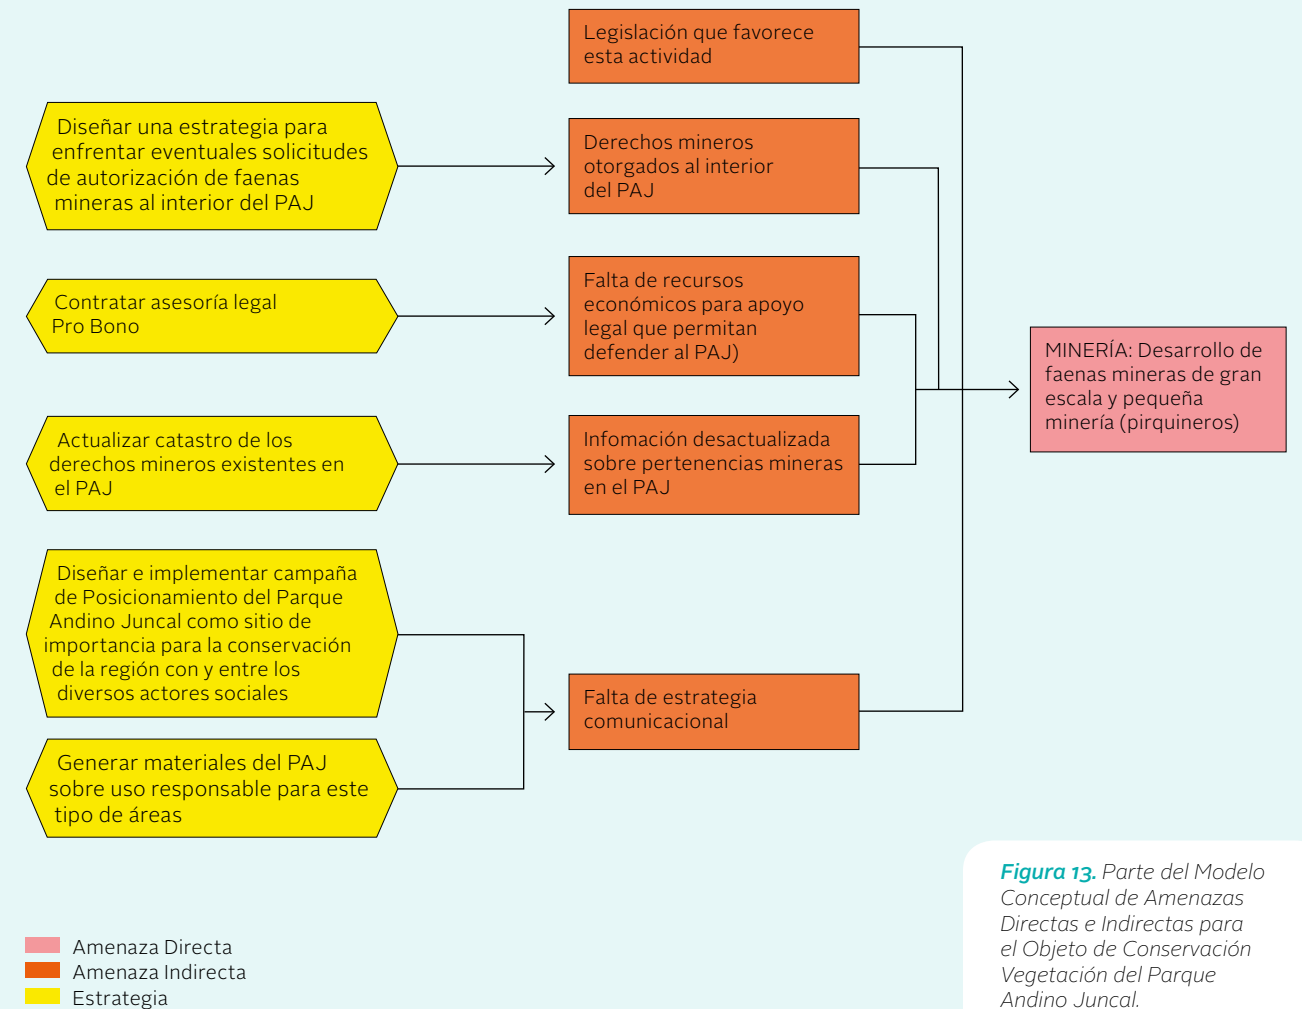 Legislación que favorece
esta actividad
Diseñar una estrategia para
enfrentar eventuales solicitudes
de autorización de faenas
mineras al interior del PAJ
Derechos mineros
otorgados al interior
del PAJ
Contratar asesoría legal
Pro Bono
Falta de recursos
económicos para apoyo
legal que permitan
defender al PAJ)
MINERÍA: Desarrollo de
faenas mineras de gran
escala y pequeña
minería (pirquineros)
Actualizar catastro de los
derechos mineros existentes en
el PAJ
Infomación desactualizada
sobre pertenencias mineras
en el PAJ
Diseñar e implementar campaña
de Posicionamiento del Parque
Andino Juncal como sitio de
importancia para la conservación
de la región con y entre los
diversos actores sociales
Falta de estrategia
comunicacional
Generar materiales del PAJ
sobre uso responsable para este
tipo de áreas
Figura 13. Parte del Modelo
Conceptual de Amenazas
Directas e Indirectas para
el Objeto de Conservación
Vegetación del Parque
Andino Juncal.
Amenaza Directa
Amenaza Indirecta
Estrategia